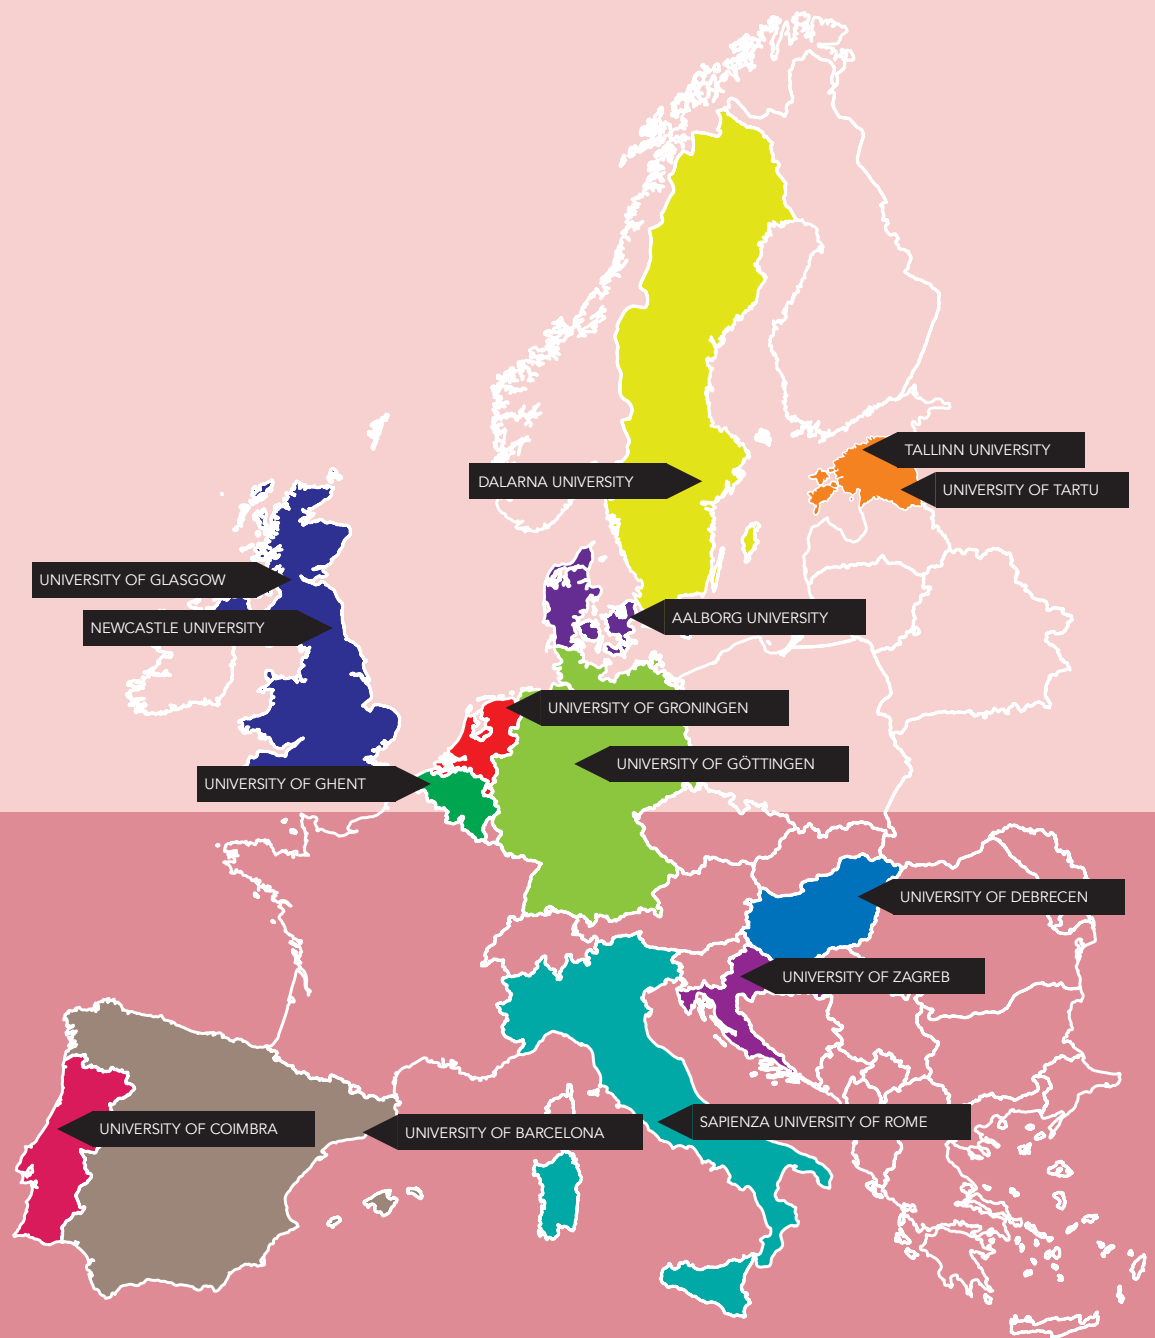 TALLINN UNIVERSITY
DALARNA UNIVERSITY
UNIVERSITY OF TARTU
UNIVERSITY OF GLASGOW
AALBORG UNIVERSITY
NEWCASTLE UNIVERSITY
UNIVERSITY OF GRONINGEN
UNIVERSITY OF GÖTTINGEN
UNIVERSITY OF GHENT
UNIVERSITY OF DEBRECEN
UNIVERSITY OF ZAGREB
SAPIENZA UNIVERSITY OF ROME
UNIVERSITY OF COIMBRA
UNIVERSITY OF BARCELONA